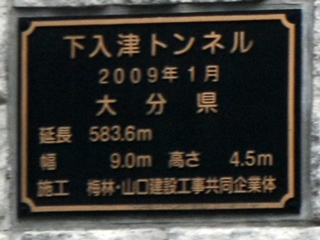 下入津トンネル
2009年1月
大分県
延長 583.6m
幅 9.0m 高さ 4.5m
施工 梅林・山口建設工事共同企業体